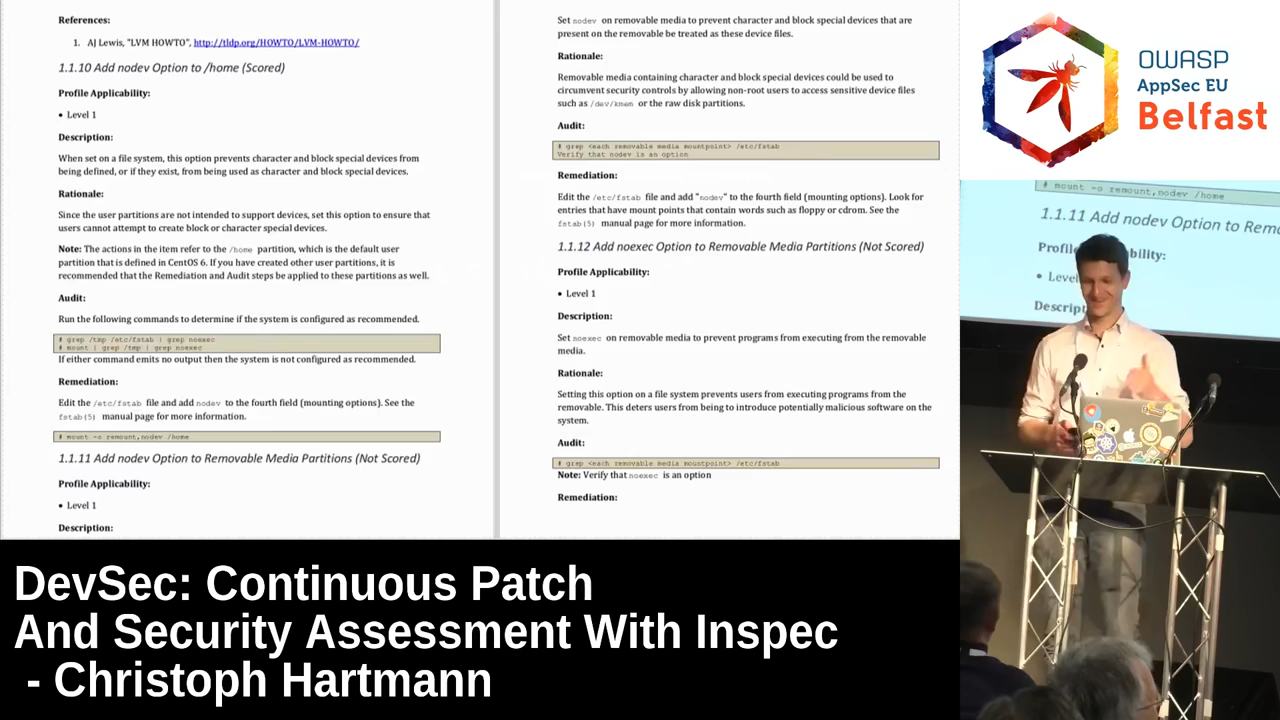 References:
1. AJ Lewis, "LVM HOWTO", http://tldp.org/HOWTO/LVM-HOWTO/
1.1.10 Add nodev Option to /home (Scored)
Profile Applicability:
• Level 1
Description:
When set on a file system, this option prevents character and block special devices from
being defined, or if they exist, from being used as character and block special devices.
Rationale:
Since the user partitions are not intended to support devices, set this option to ensure that
users cannot attempt to create block or character special devices.
Note: The actions in the item refer to the /home partition, which is the default user
partition that is defined in CentOS 6. If you have created other user partitions, it is
recommended that the Remediation and Audit steps be applied to these partitions as well.
Audit:
Run the following commands to determine if the system is configured as recommended.
# grep /tmp /etc/fstab | grep noexec
# mount | grep /tmp | grep noexec
If either command emits no output then the system is not configured as recommended.
Remediation:
Edit the /etc/fstab file and add nodev to the fourth field (mounting options). See the
fstab(5) manual page for more information.
# mount -o remount,nodev /home
1.1.11 Add nodev Option to Removable Media Partitions (Not Scored)
Profile Applicability:
• Level 1
Description:
Set nodev on removable media to prevent character and block special devices that are
present on the removable be treated as these device files.
Rationale:
Removable media containing character and block special devices could be used to
circumvent security controls by allowing non-root users to access sensitive device files
such as /dev/kmem or the raw disk partitions.
Audit:
# grep <each removable media mountpoint> /etc/fstab
Verify that nodev is an option
Remediation:
Edit the /etc/fstab file and add "nodev" to the fourth field (mounting options). Look for
entries that have mount points that contain words such as floppy or cdrom. See the
fstab(5) manual page for more information.
1.1.12 Add noexec Option to Removable Media Partitions (Not Scored)
Profile Applicability:
• Level 1
Description:
Set noexec on removable media to prevent programs from executing from the removable
media.
Rationale:
Setting this option on a file system prevents users from executing programs from the
removable. This deters users from being to introduce potentially malicious software on the
system.
Audit:
# grep <each removable media mountpoint> /etc/fstab
Note: Verify that noexec is an option
Remediation:
OWASP
AppSec EU
Belfast
# mount -o remount,nodev /home
1.1.11 Add nodev Option to Remo
Profile Applicability:
• Level
Descript
DevSec: Continuous Patch
And Security Assessment With Inspec
- Christoph Hartmann